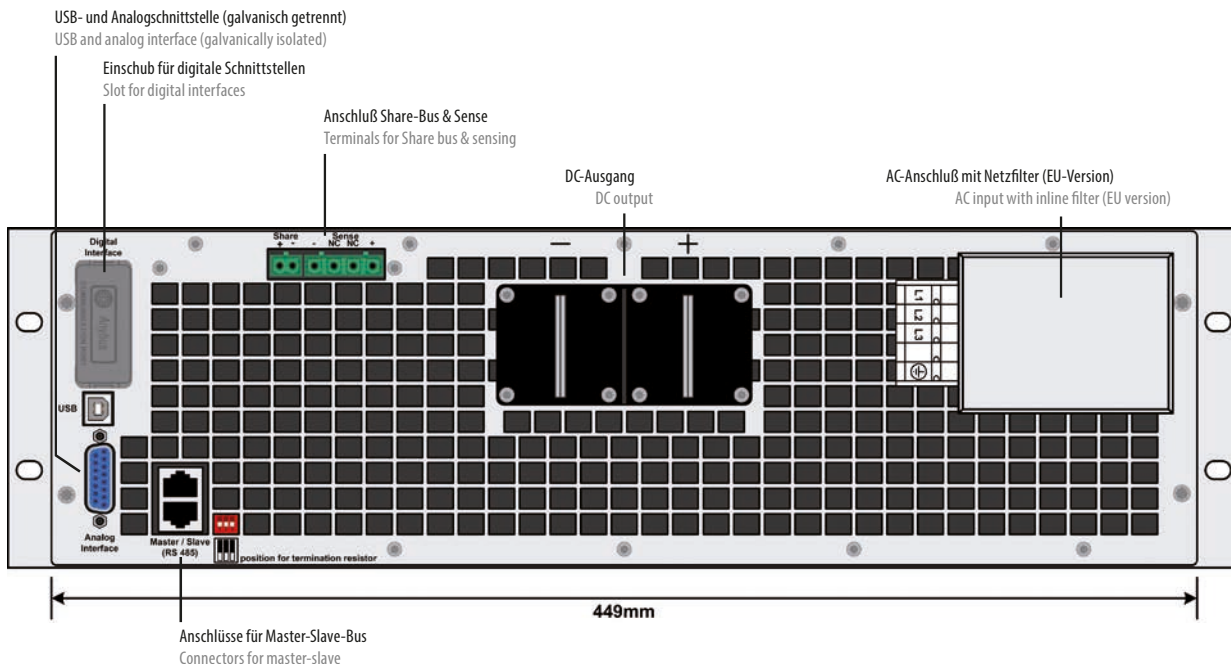 USB- und Analogschnittstelle (galvanisch getrennt)
USB and analog interface (galvanically isolated)
Einschub für digitale Schnittstellen
Slot for digital interfaces
Anschluß Share-Bus & Sense
Terminals for Share bus & sensing
DC-Ausgang
DC output
AC-Anschluß mit Netzfilter (EU-Version)
AC input with inline filter (EU version)
Digital
Interface
Share
+ -
Sense
- NC NC +
− +
Anybus
L1
L2
L3
USB
Analog
Interface
Master / Slave
(RS 485)
position for termination resistor
449mm
Anschlüsse für Master-Slave-Bus
Connectors for master-slave